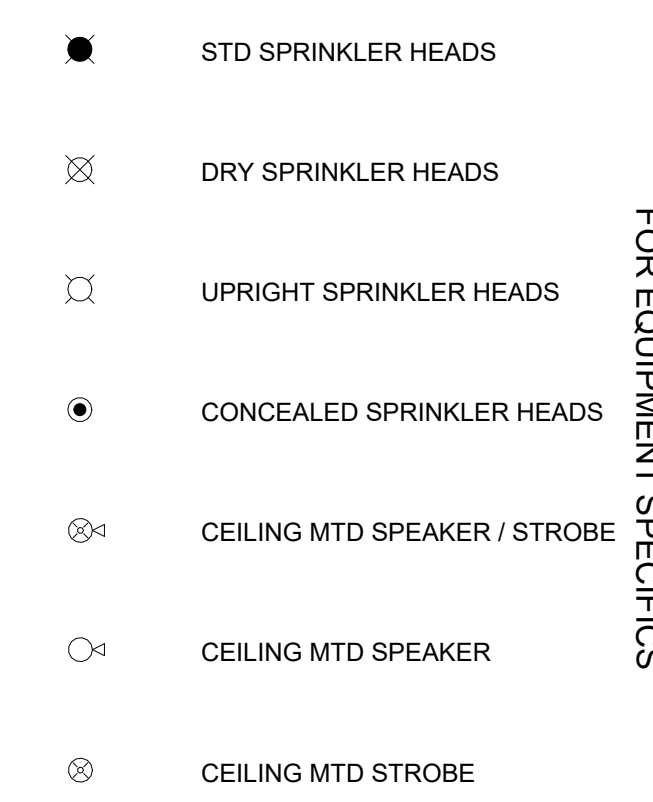 STD SPRINKLER HEADS
DRY SPRINKLER HEADS
UPRIGHT SPRINKLER HEADS
CONCEALED SPRINKLER HEADS
CEILING MTD SPEAKER / STROBE
CEILING MTD SPEAKER
CEILING MTD STROBE
FOR EQUIPMENT SPECIFICS